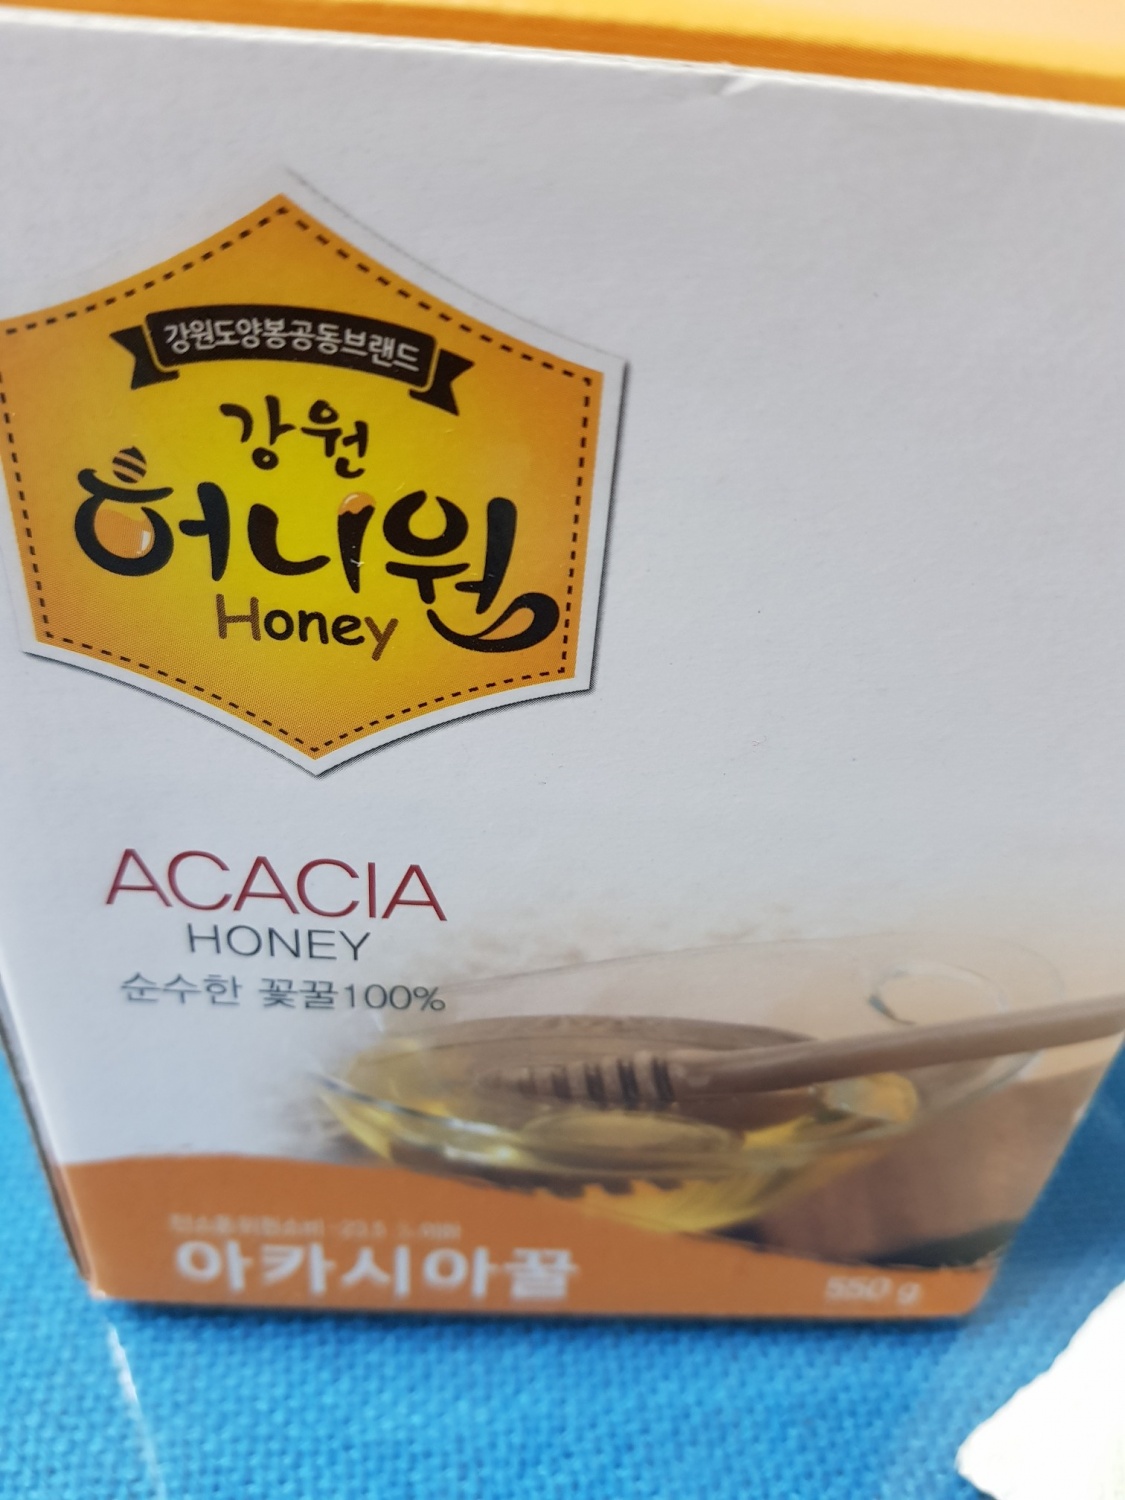 강원도양봉공동브랜드
강원
허니원
Honey
ACACIA
HONEY
순수한 꽃꿀100%
아카시아꿀
550 g